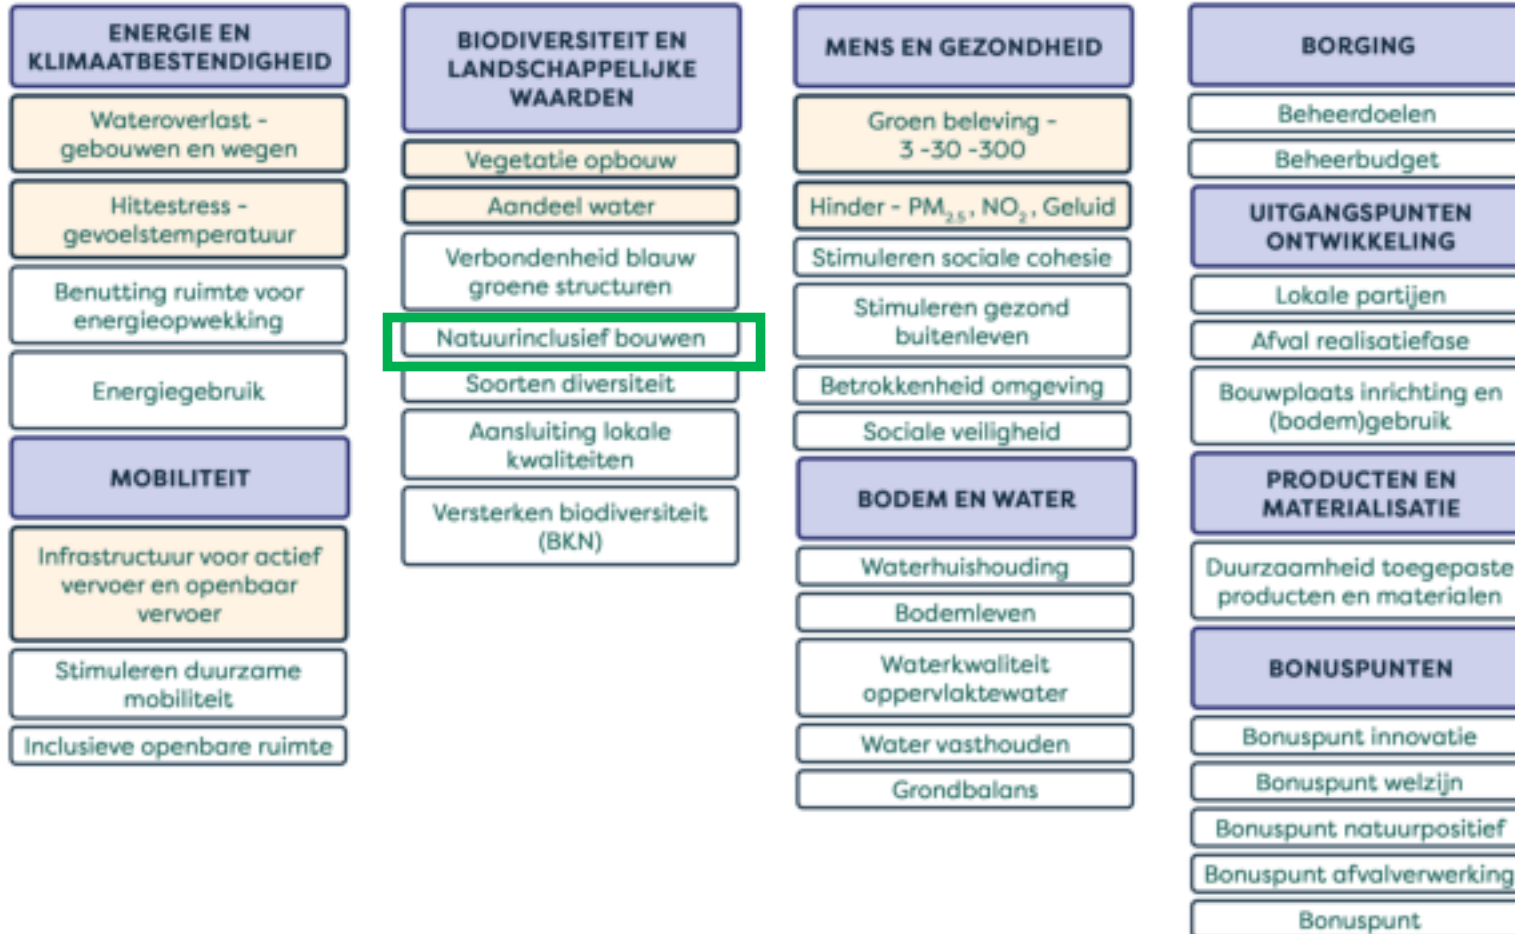 ENERGIE EN
KLIMAATBESTENDIGHEID
Wateroverlast -
gebouwen en wegen
Hittestress -
gevoelstemperatuur
Benutting ruimte voor
energieopwekking
Energiegebruik
MOBILITEIT
Infrastructuur voor actief
vervoer en openbaar
vervoer
Stimuleren duurzame
mobiliteit
Inclusieve openbare ruimte
BIODIVERSITEIT EN
LANDSCHAPPELIJKE
WAARDEN
Vegetatie opbouw
Aandeel water
Verbondenheid blauw
groene structuren
Natuurinclusief bouwen
Soorten diversiteit
Aansluiting lokale
kwaliteiten
Versterken biodiversiteit
(BKN)
MENS EN GEZONDHEID
Groen beleving -
3 -30 -300
Hinder - PM2.5, NO2, Geluid
Stimuleren sociale cohesie
Stimuleren gezond
buitenleven
Betrokkenheid omgeving
Sociale veiligheid
BODEM EN WATER
Waterhuishouding
Bodemleven
Waterkwaliteit
oppervlaktewater
Water vasthouden
Grondbalans
BORGING
Beheerdoelen
Beheerbudget
UITGANGSPUNTEN
ONTWIKKELING
Lokale partijen
Afval realisatiefase
Bouwplaats inrichting en
(bodem)gebruik
PRODUCTEN EN
MATERIALISATIE
Duurzaamheid toegepaste
producten en materialen
BONUSPUNTEN
Bonuspunt innovatie
Bonuspunt welzijn
Bonuspunt natuurpositief
Bonuspunt afvalverwerking
Bonuspunt